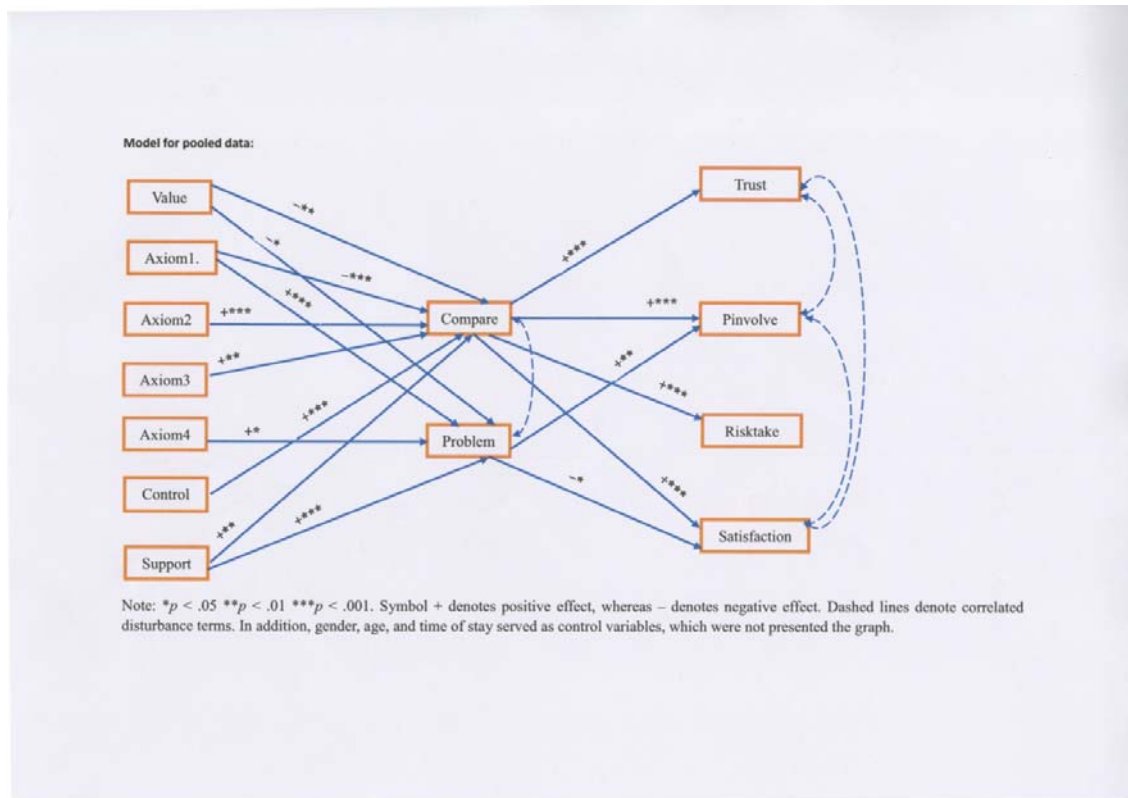 Model for pooled data:
Value
Trust
–**
–*
Axiom1.
–***
+***
+***
Axiom2
+***
Compare
+***
Pinvolve
Axiom3
+**
+**
+***
+***
Axiom4
+*
Problem
Risktake
Control
–*
+***
+**
+***
Support
Satisfaction
Note: *p < .05 **p < .01 ***p < .001. Symbol + denotes positive effect, whereas – denotes negative effect. Dashed lines denote correlated
disturbance terms. In addition, gender, age, and time of stay served as control variables, which were not presented the graph.